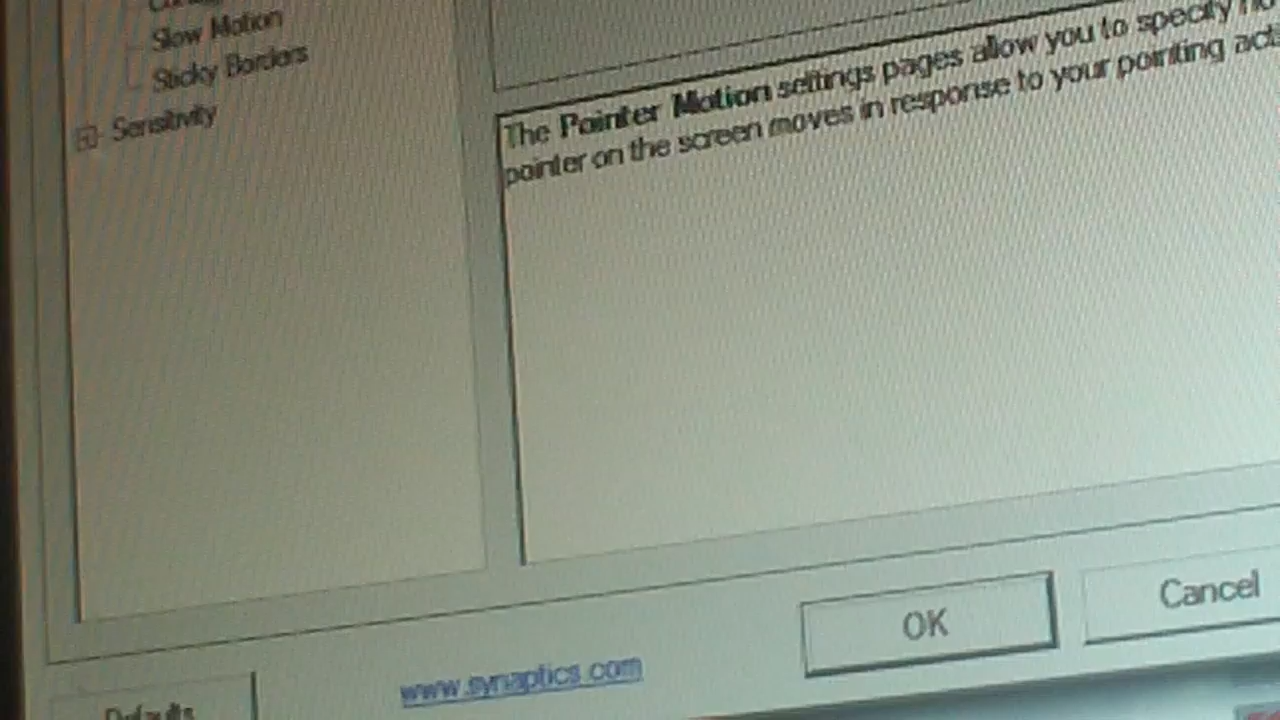 Slow Motion
Sticky Borders
Sensitivity
The Pointer Motion settings pages allow you to specify
pointer on the screen moves in response to your pointing
OK
Cancel
www.synaptics.com
Defaults